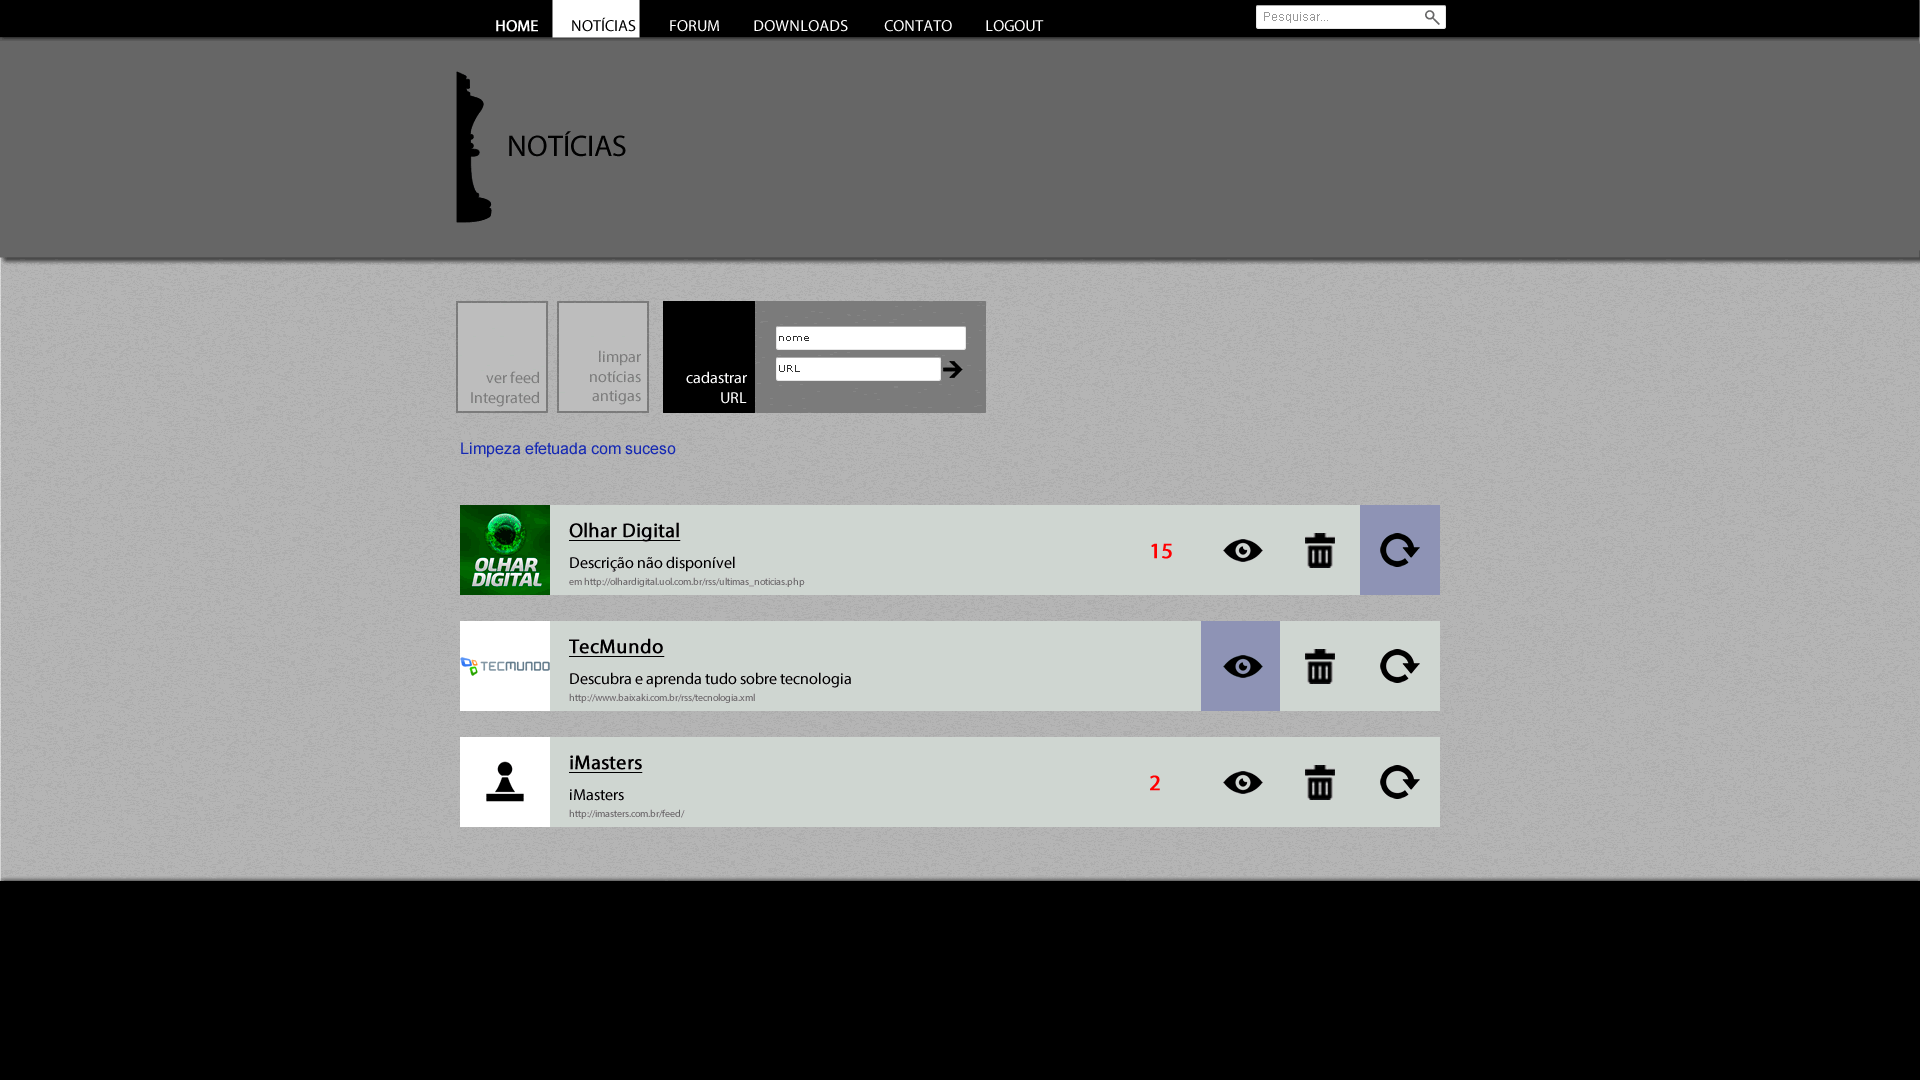 HOME NOTÍCIAS FORUM DOWNLOADS CONTATO LOGOUT Pesquisar...
NOTÍCIAS
ver feed
Integrated
limpar
notícias
antigas
cadastrar
URL
nome
URL
Limpeza efetuada com suceso
OLHAR
DIGITAL
Olhar Digital
Descrição não disponível
em http://olhardigital.uol.com.br/rss/ultimas_noticias.php
15
TECMUNDO
TecMundo
Descubra e aprenda tudo sobre tecnologia
http://www.baixaki.com.br/rss/tecnologia.xml
iMasters
iMasters
http://imasters.com.br/feed/
2